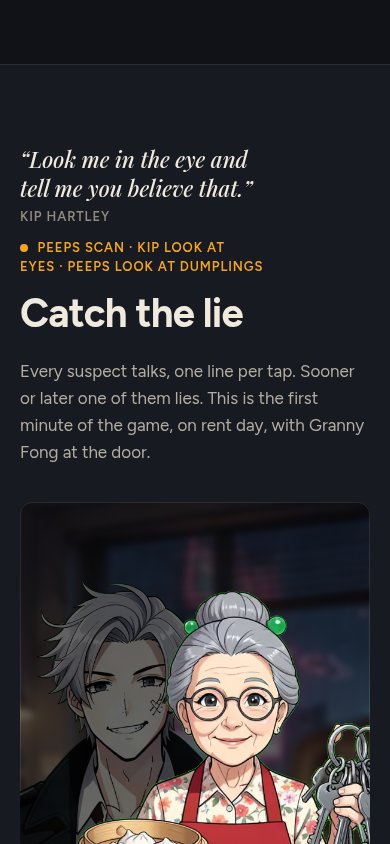 “Look me in the eye and
tell me you believe that.”
KIP HARTLEY
PEEPS SCAN · KIP LOOK AT
EYES · PEEPS LOOK AT DUMPLINGS
Catch the lie
Every suspect talks, one line per tap. Sooner
or later one of them lies. This is the first
minute of the game, on rent day, with Granny
Fong at the door.